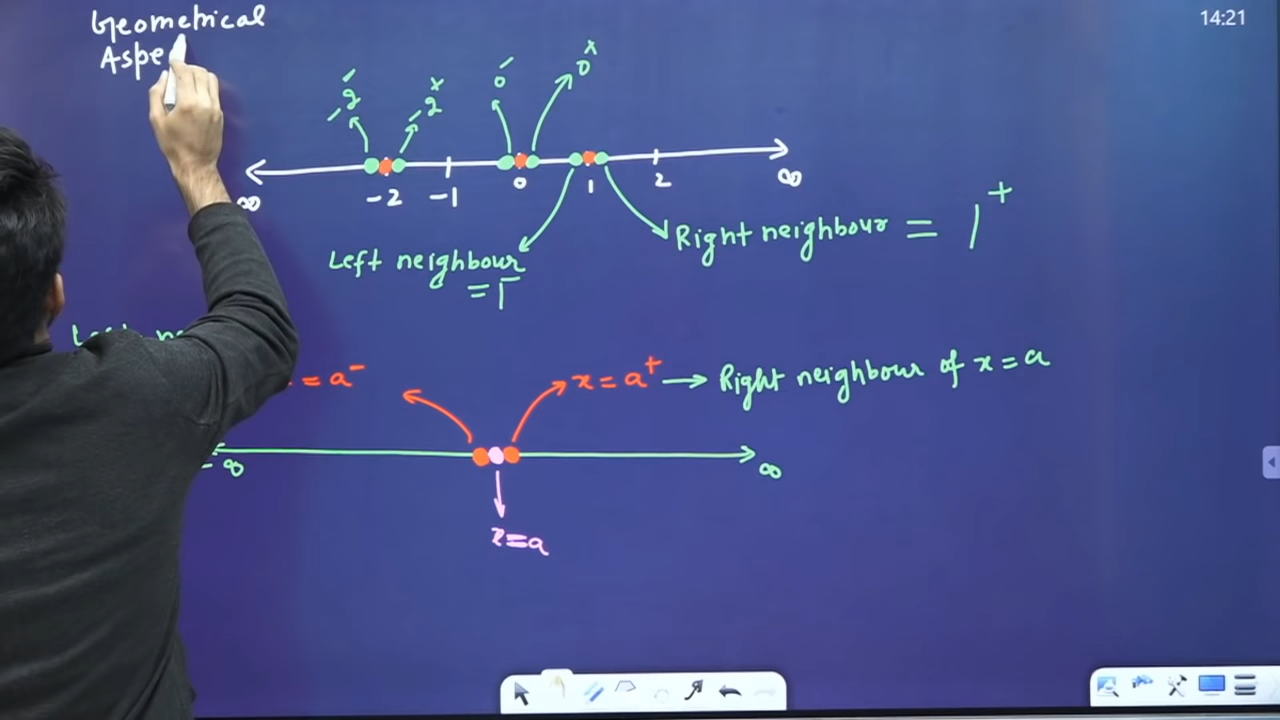 Geometrical
14:21
Aspe
-2⁻
-2⁺
0⁻
0⁺
∞
-2
-1
0
1
2
∞
Right neighbour = 1⁺
Left neighbour
= 1⁻
= a⁻
x = a⁺ → Right neighbour of x = a
- ∞
∞
x = a